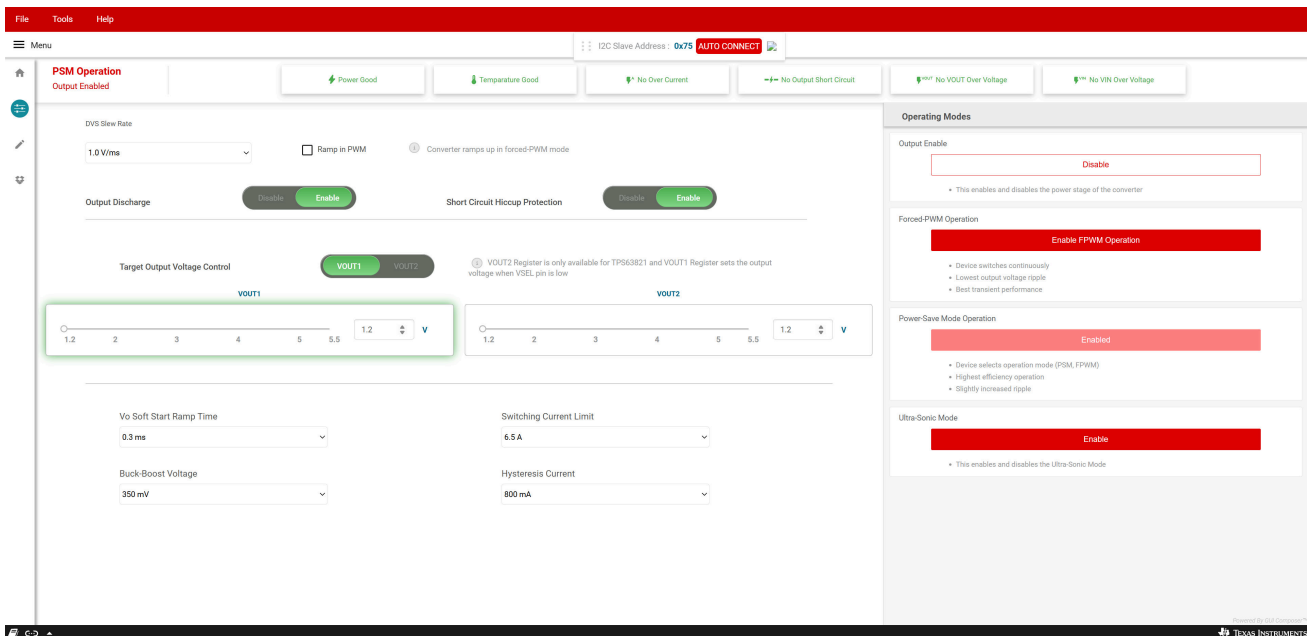 File Tools Help
Menu
I2C Slave Address : 0x75 AUTO CONNECT
PSM Operation
Output Enabled
Power Good
Temparature Good
No Over Current
No Output Short Circuit
VOUT No VOUT Over Voltage
VIN No VIN Over Voltage
DVS Slew Rate
1.0 V/ms
Ramp in PWM
Converter ramps up in forced-PWM mode
Output Discharge
Disable Enable
Short Circuit Hiccup Protection
Disable Enable
Target Output Voltage Control
VOUT1 VOUT2
VOUT2 Register is only available for TPS63821 and VOUT1 Register sets the output
voltage when VSEL pin is low
VOUT1
1.2 V
1.2 2 3 4 5 5.5
VOUT2
1.2 V
1.2 2 3 4 5 5.5
Vo Soft Start Ramp Time
0.3 ms
Switching Current Limit
6.5 A
Buck-Boost Voltage
350 mV
Hysteresis Current
800 mA
Operating Modes
Output Enable
Disable
• This enables and disables the power stage of the converter
Forced-PWM Operation
Enable FPWM Operation
• Device switches continuously
• Lowest output voltage ripple
• Best transient performance
Power-Save Mode Operation
Enabled
• Device selects operation mode (PSM, FPWM)
• Highest efficiency operation
• Slightly increased ripple
Ultra-Sonic Mode
Enable
• This enables and disables the Ultra-Sonic Mode
Powered By GUI Composer™
TEXAS INSTRUMENTS